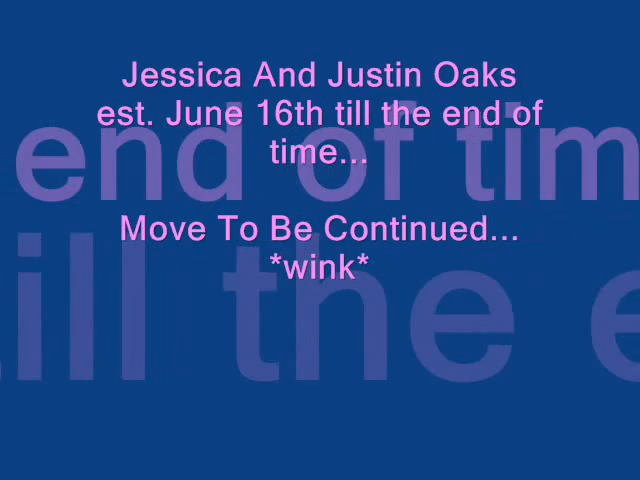 Jessica And Justin Oaks
est. June 16th till the end of
time...
Move To Be Continued...
*wink*
end of tim
till the e